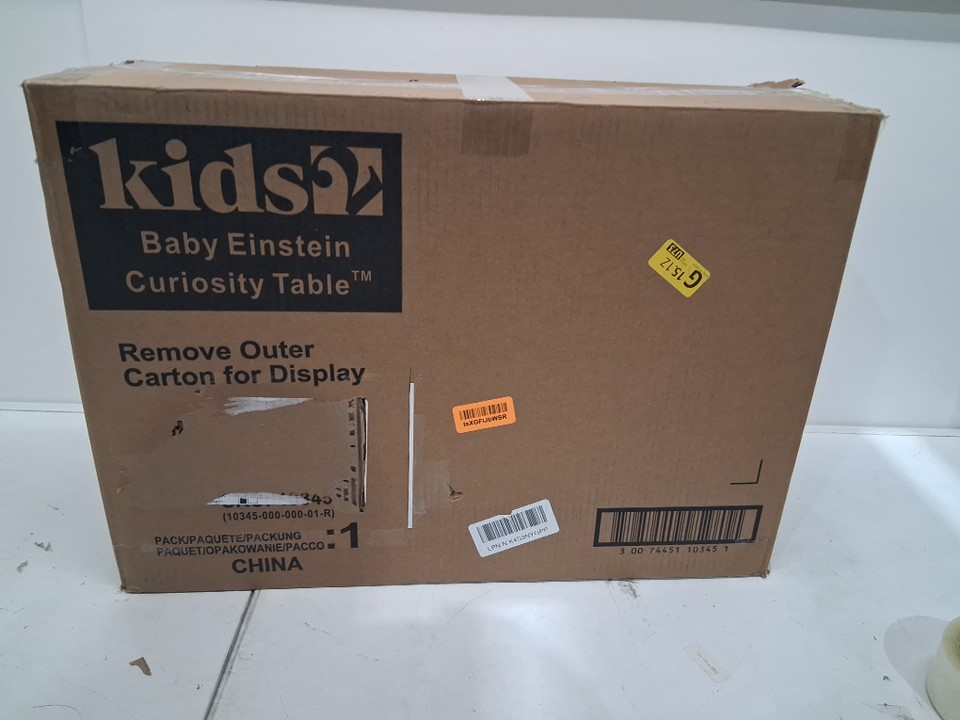 kids2
Baby Einstein
Curiosity Table™
G
15.1Z
Remove Outer
Carton for Display
(10345-000-000-01-R)
PACK/PAQUETE/PACKUNG
PAQUET/OPAKOWANIE/PACCO :1
CHINA
3 00 74451 10345 1